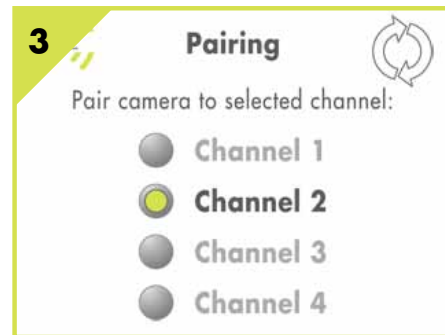 3
Pairing
Pair camera to selected channel:
Channel 1
Channel 2
Channel 3
Channel 4